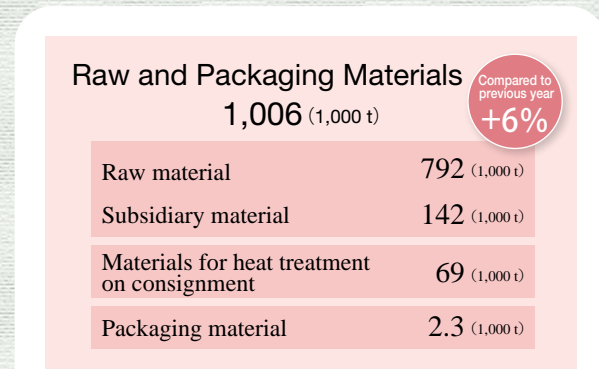 Raw and Packaging Materials
1,006 (1,000 t)
Compared to
previous year
+6%
Raw material 792 (1,000 t)
Subsidiary material 142 (1,000 t)
Materials for heat treatment
on consignment 69 (1,000 t)
Packaging material 2.3 (1,000 t)